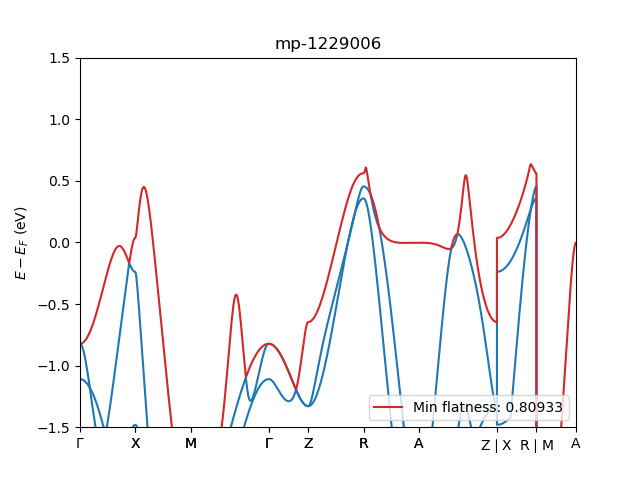 mp-1229006
1.5
1.0
0.5
0.0
−0.5
−1.0
−1.5
E − E_F (eV)
Min flatness: 0.80933
Γ X M Γ Z R A Z | X R | M A